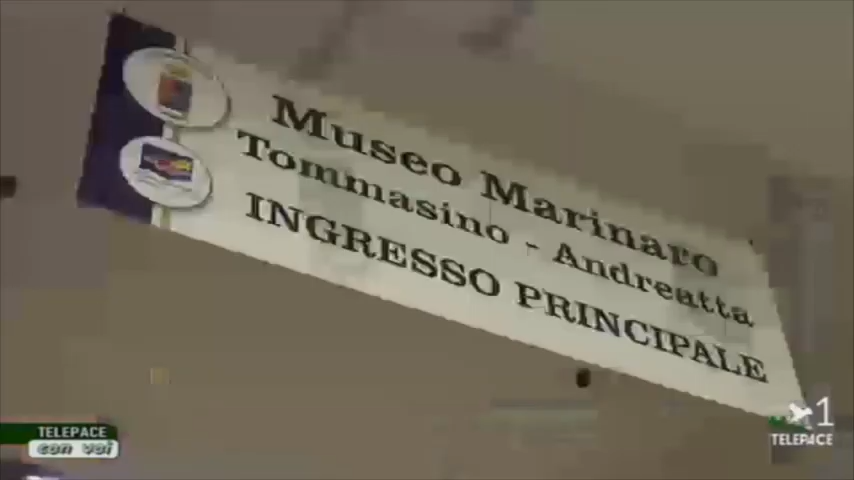 Museo Marinaro
Tommasino - Andreatta
INGRESSO PRINCIPALE
TELEPACE
con voi
1
TELEPACE